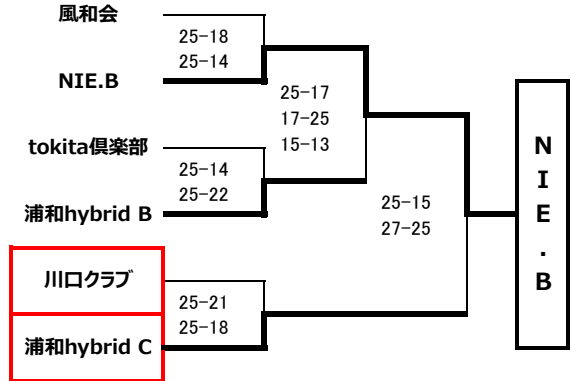 風和会
25-18
25-14
NIE.B
25-17
17-25
15-13
tokita倶楽部
25-14
25-22
浦和hybrid B
25-15
27-25
川口クラブ
25-21
25-18
浦和hybrid C
N
I
E
.
B